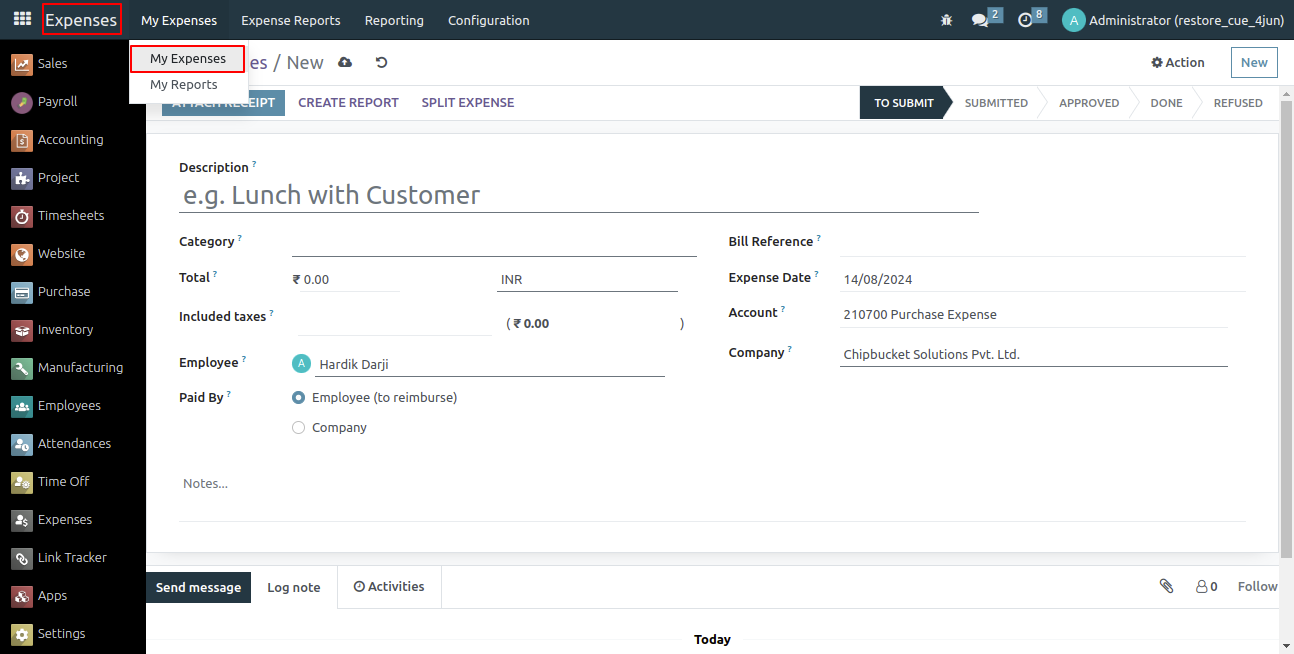 Expenses My Expenses Expense Reports Reporting Configuration 2 8 A Administrator (restore_cue_4jun)
My Expenses
My Reports
es / New Action New
ATTACH RECEIPT CREATE REPORT SPLIT EXPENSE TO SUBMIT SUBMITTED APPROVED DONE REFUSED
Sales
Payroll
Accounting
Project
Timesheets
Website
Purchase
Inventory
Manufacturing
Employees
Attendances
Time Off
Expenses
Link Tracker
Apps
Settings
Description ?
e.g. Lunch with Customer
Category ?
Total ? ₹ 0.00 INR
Included taxes ? ( ₹ 0.00 )
Employee ? A Hardik Darji
Paid By ? Employee (to reimburse)
Company
Bill Reference ?
Expense Date ? 14/08/2024
Account ? 210700 Purchase Expense
Company ? Chipbucket Solutions Pvt. Ltd.
Notes...
Send message Log note Activities 0 Follow
Today